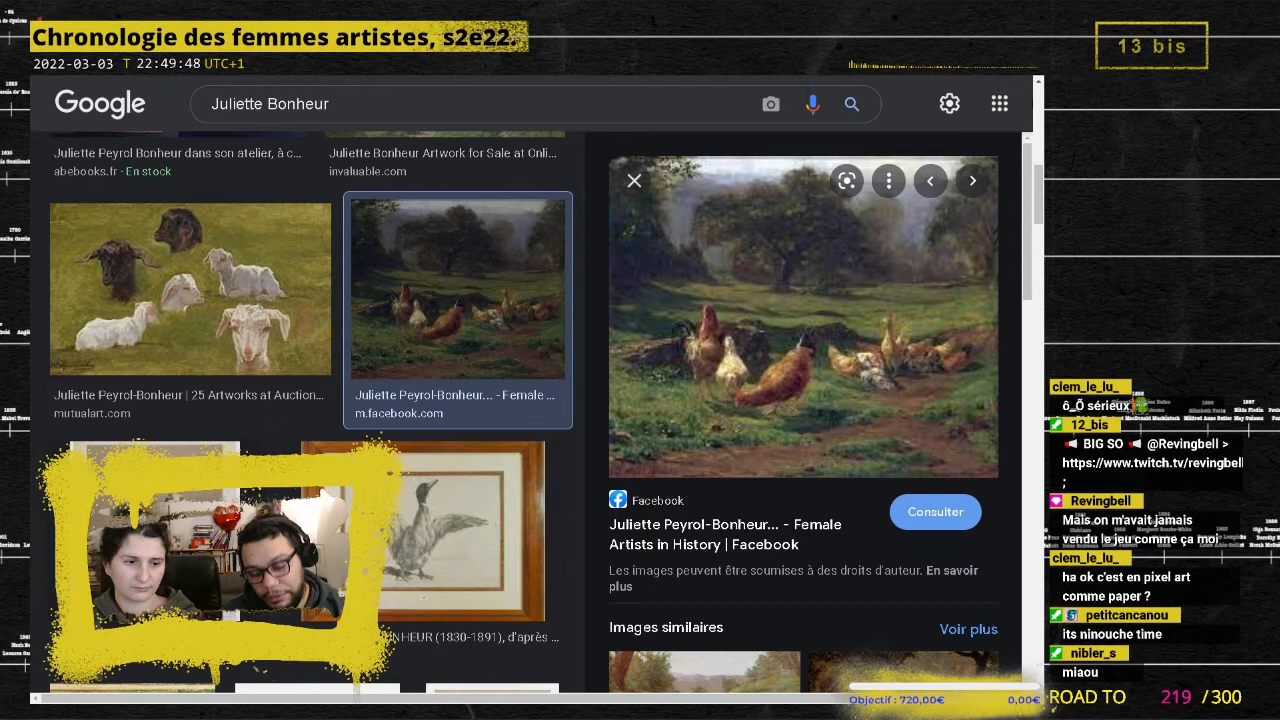 Chronologie des femmes artistes, s2e22.
2022-03-03 T 22:49:48 UTC+1
13 bis
Google
Juliette Bonheur
Juliette Peyrol Bonheur dans son atelier, à c...
abebooks.fr · En stock
Juliette Bonheur Artwork for Sale at Onli...
invaluable.com
Juliette Peyrol-Bonheur | 25 Artworks at Auction...
mutualart.com
Juliette Peyrol-Bonheur... - Female ...
m.facebook.com
NHEUR (1830-1891), d'après ...
Facebook
Juliette Peyrol-Bonheur... - Female
Artists in History | Facebook
Consulter
Les images peuvent être soumises à des droits d'auteur. En savoir
plus
Images similaires
Voir plus
Objectif : 720,00€
0,00€
clem_le_lu_
ô_Õ sérieux
12_bis
BIG SO @Revingbell >
https://www.twitch.tv/revingbell
;
Revingbell
Mais on m'avait jamais
vendu le jeu comme ça moi
clem_le_lu_
ha ok c'est en pixel art
comme paper ?
petitcancanou
its ninouche time
nibler_s
miaou
ROAD TO 219 / 300